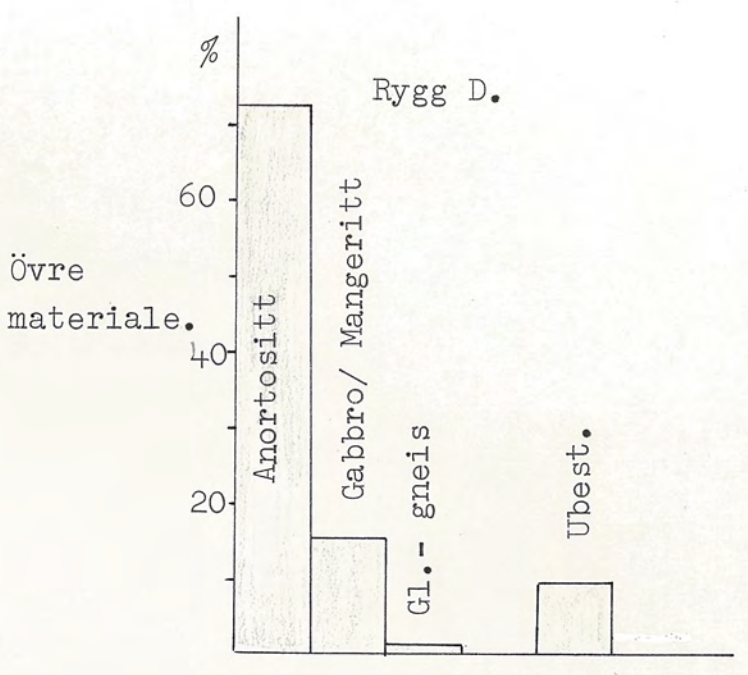 %
Rygg D.
60
Övre
materiale.
40
20
Anortositt
Gabbro/ Mangeritt
Gl.- gneis
Ubest.